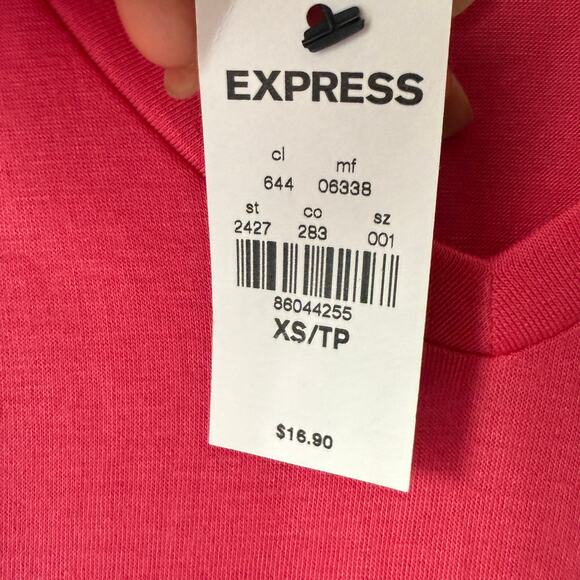 EXPRESS
cl mf
644 06338
st co sz
2427 283 001
86044255
XS/TP
$16.90